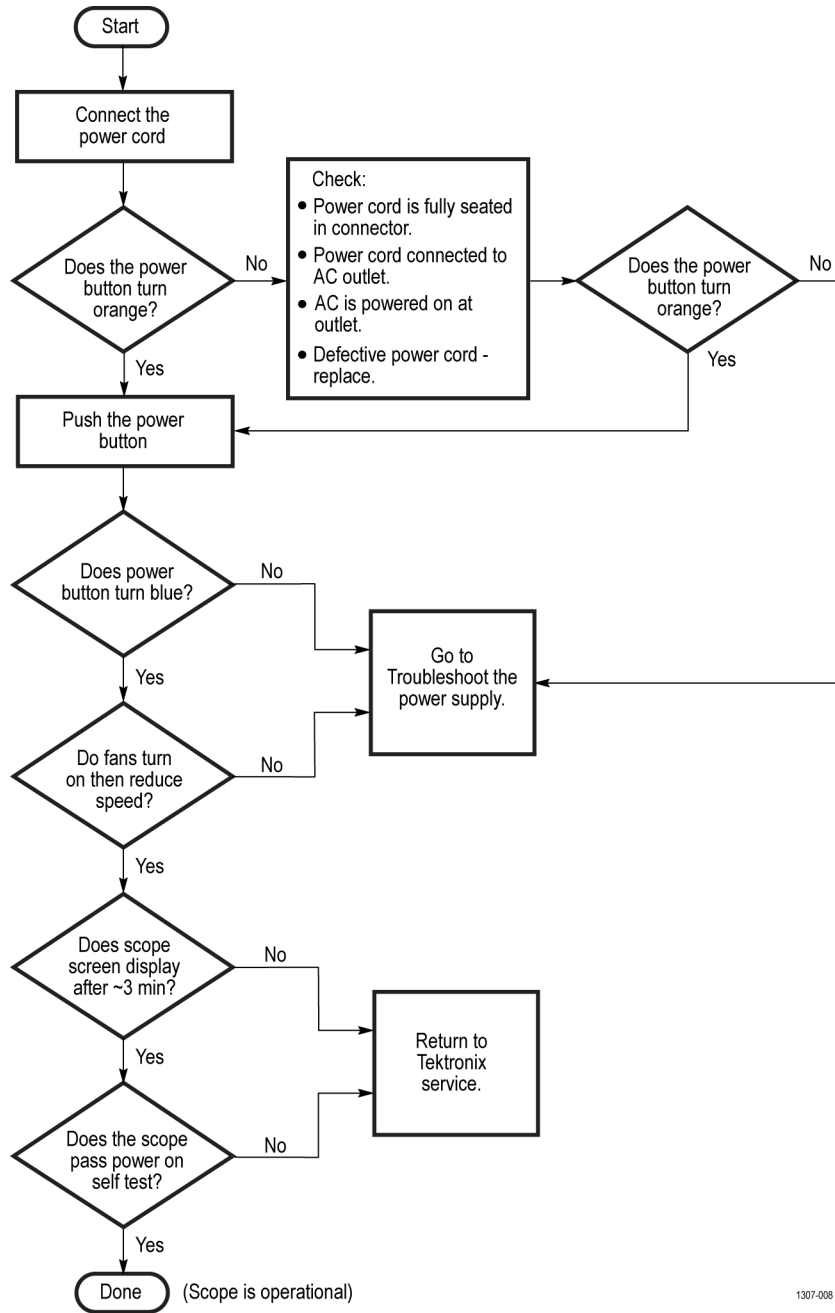 Start
Connect the
power cord
Does the power
button turn
orange?
No
Yes
Check:
• Power cord is fully seated
in connector.
• Power cord connected to
AC outlet.
• AC is powered on at
outlet.
• Defective power cord -
replace.
Does the power
button turn
orange?
No
Yes
Push the power
button
Does power
button turn blue?
No
Yes
Go to
Troubleshoot the
power supply.
Do fans turn
on then reduce
speed?
No
Yes
Does scope
screen display
after ~3 min?
No
Yes
Return to
Tektronix
service.
Does the scope
pass power on
self test?
No
Yes
Done
(Scope is operational)
1307-008